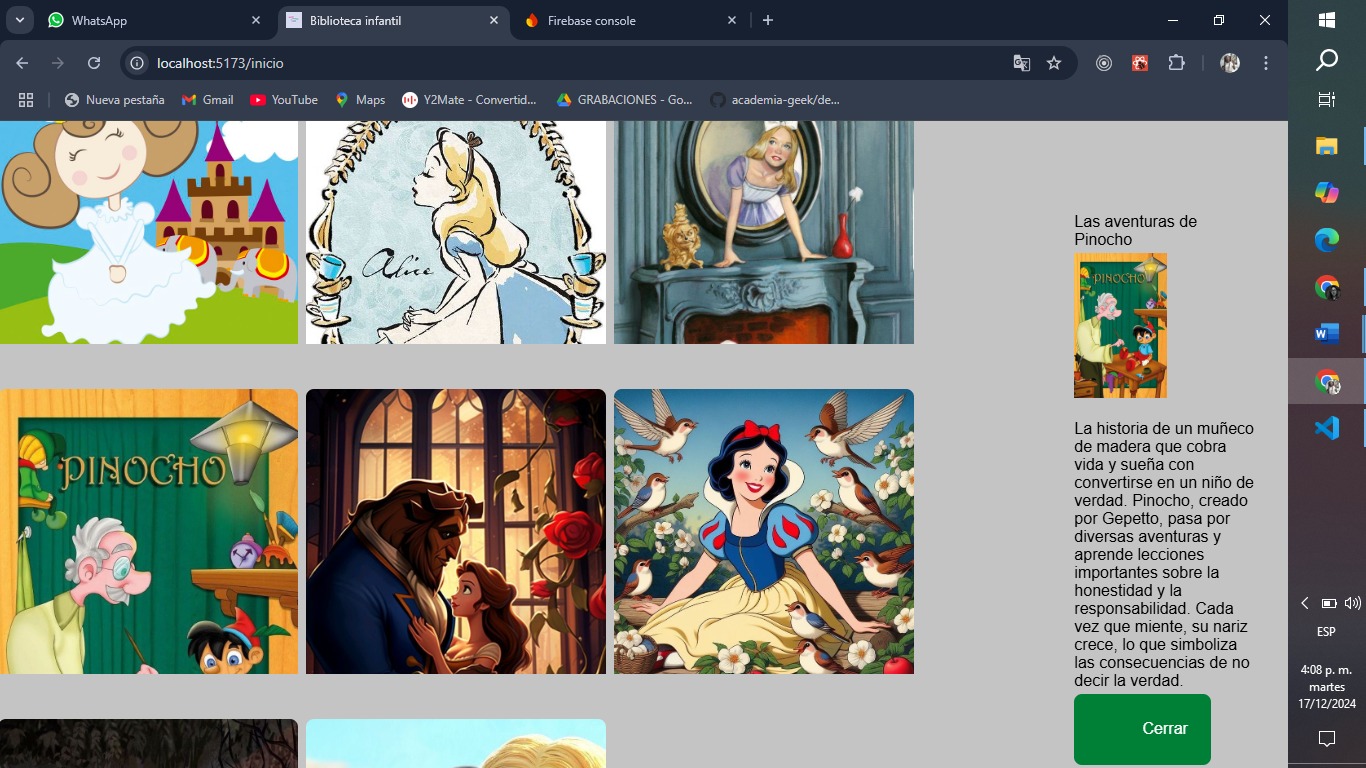 WhatsApp
Biblioteca infantil
Firebase console
localhost:5173/inicio
Nueva pestaña
Gmail
YouTube
Maps
Y2Mate - Convertid...
GRABACIONES - Go...
academia-geek/de...
Alice
PINOCHO
Las aventuras de
Pinocho
PINOCHO
La historia de un muñeco
de madera que cobra
vida y sueña con
convertirse en un niño de
verdad. Pinocho, creado
por Gepetto, pasa por
diversas aventuras y
aprende lecciones
importantes sobre la
honestidad y la
responsabilidad. Cada
vez que miente, su nariz
crece, lo que simboliza
las consecuencias de no
decir la verdad.
Cerrar
ESP
4:08 p. m.
martes
17/12/2024